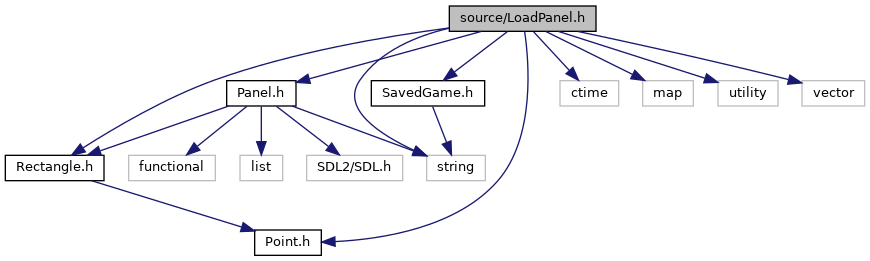 source/LoadPanel.h
Panel.h
SavedGame.h
ctime
map
utility
vector
Rectangle.h
functional
list
SDL2/SDL.h
string
Point.h